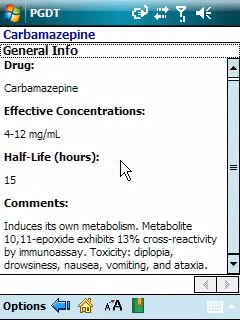 PGDT
Carbamazepine
General Info
Drug:
Carbamazepine
Effective Concentrations:
4-12 mg/mL
Half-Life (hours):
15
Comments:
Induces its own metabolism. Metabolite
10,11-epoxide exhibits 13% cross-reactivity
by immunoassay. Toxicity: diplopia,
drowsiness, nausea, vomiting, and ataxia.
Options